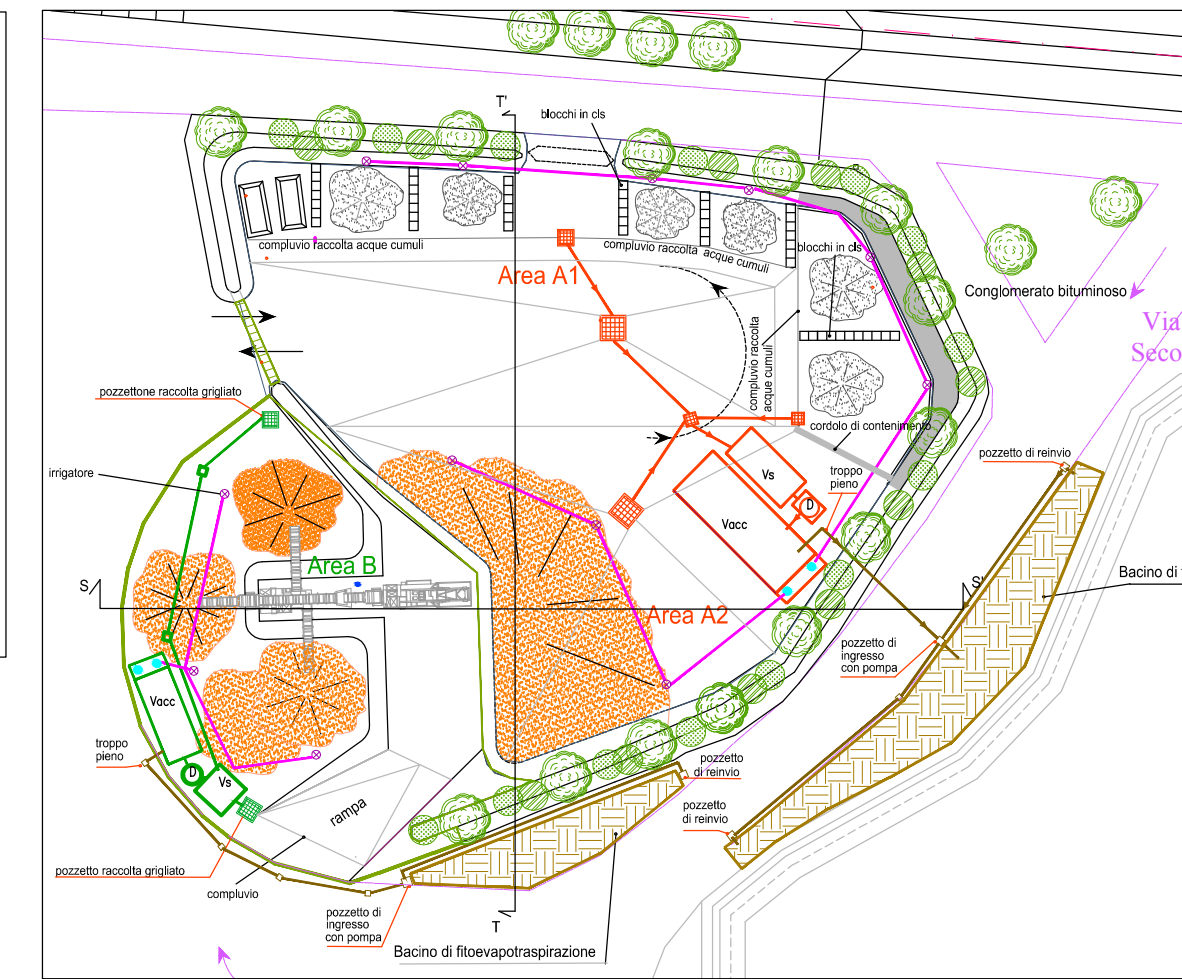 T'
blocchi in cls
compluvio raccolta acque cumuli
compluvio raccolta acque cumuli
blocchi in cls
Area A1
Conglomerato bituminoso
Via
Seco
compluvio raccolta
acque cumuli
pozzettone raccolta grigliato
cordolo di contenimento
pozzetto di reinvio
irrigatore
troppo
pieno
Vs
D
Vacc
Area B
S
S'
Bacino di
Area A2
pozzetto di
ingresso
con pompa
Vacc
troppo
pieno
D
Vs
pozzetto
di reinvio
rampa
pozzetto
di reinvio
pozzetto raccolta grigliato
compluvio
pozzetto di
ingresso
con pompa
T
Bacino di fitoevapotraspirazione